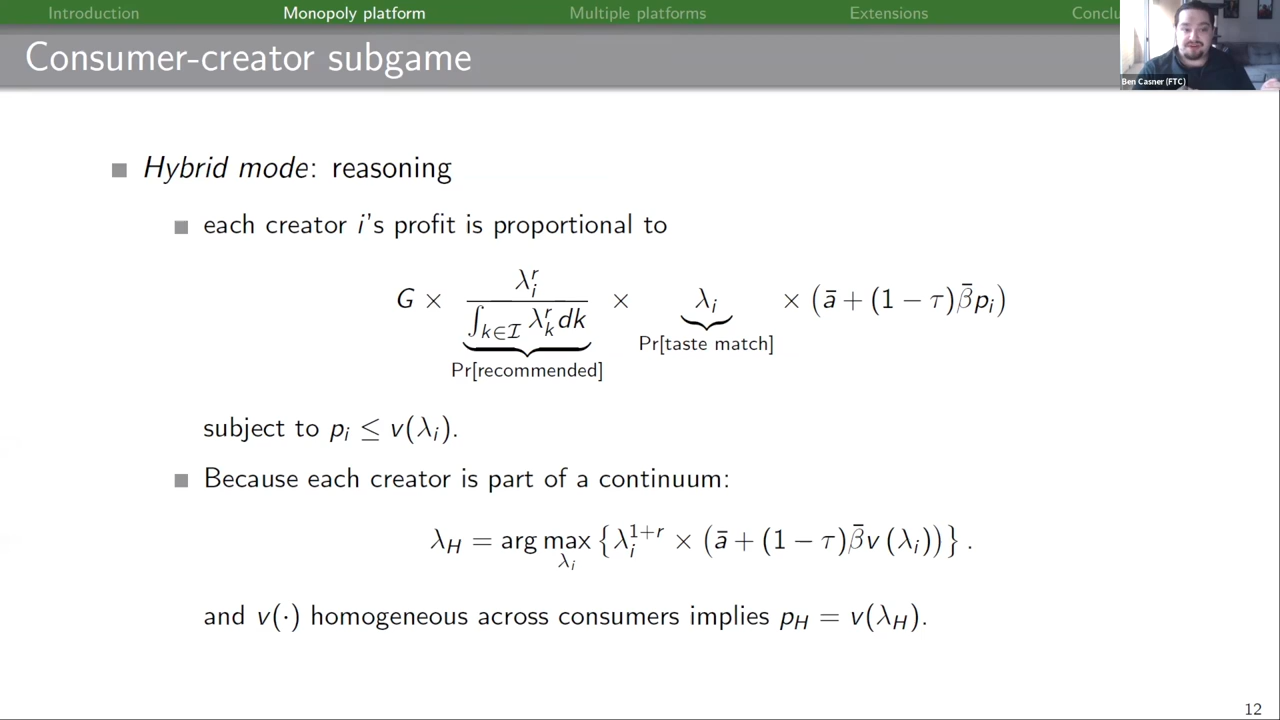 Introduction Monopoly platform Multiple platforms Extensions Conclu
Consumer-creator subgame
Ben Casner (FTC)
Hybrid mode: reasoning
each creator i's profit is proportional to
G × λ_i^r / ∫_{k∈ℐ} λ_k^r dk × λ_i × (ā + (1 − τ)β̄p_i)
Pr[taste match]
Pr[recommended]
subject to p_i ≤ v(λ_i).
Because each creator is part of a continuum:
λ_H = arg max_{λ_i} {λ_i^{1+r} × (ā + (1 − τ)β̄v(λ_i))}.
and v(·) homogeneous across consumers implies p_H = v(λ_H).
12